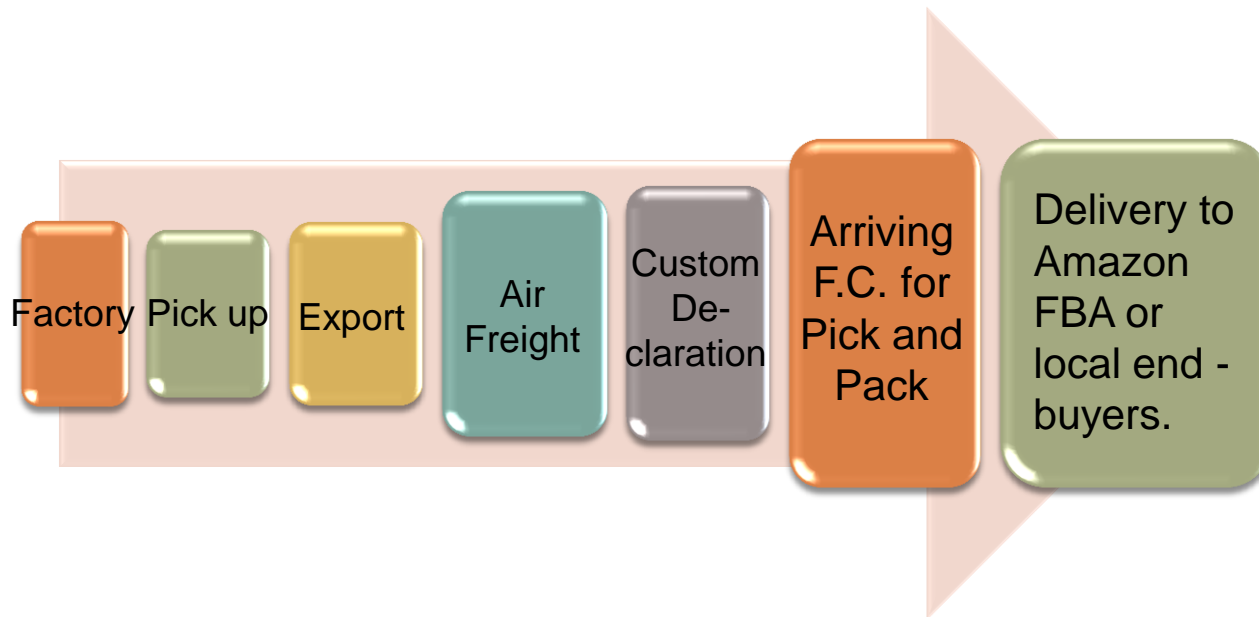 Factory
Pick up
Export
Air
Freight
Custom
De-
claration
Arriving
F.C. for
Pick and
Pack
Delivery to
Amazon
FBA or
local end -
buyers.